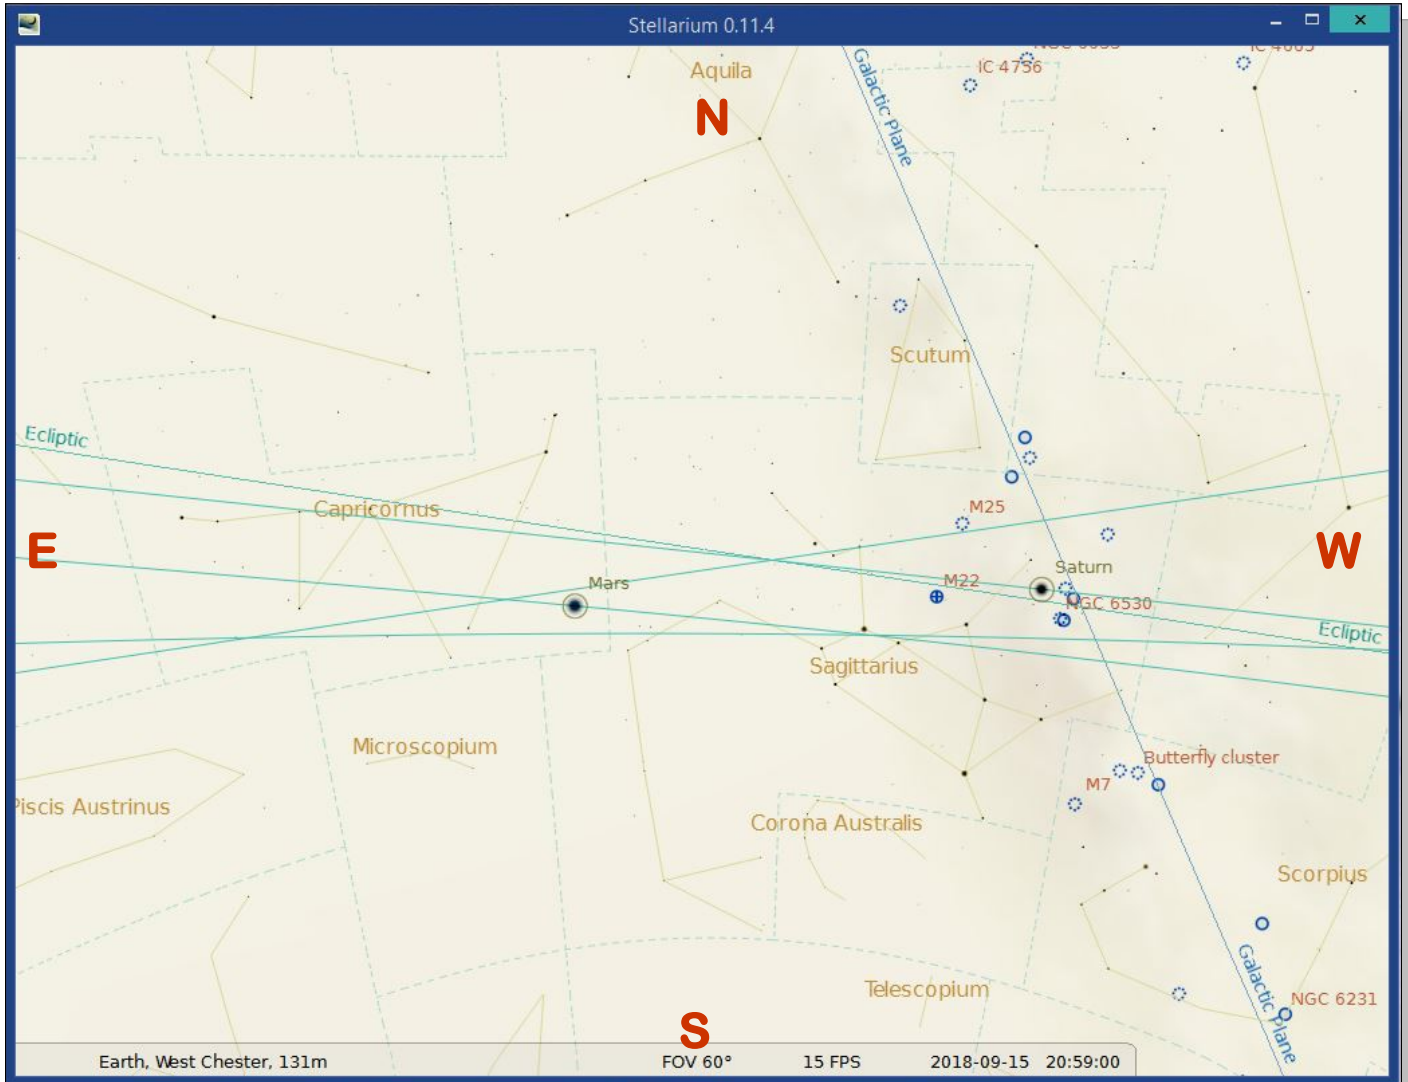 Stellarium 0.11.4
Aquila
IC 4756
N
Galactic Plane
Scutum
Ecliptic
Capricornus
M25
E
W
Mars
M22
Saturn
NGC 6530
Ecliptic
Sagittarius
Microscopium
Butterfly cluster
M7
Piscis Austrinus
Corona Australis
Scorpius
Telescopium
Galactic Plane
NGC 6231
S
Earth, West Chester, 131m FOV 60° 15 FPS 2018-09-15 20:59:00